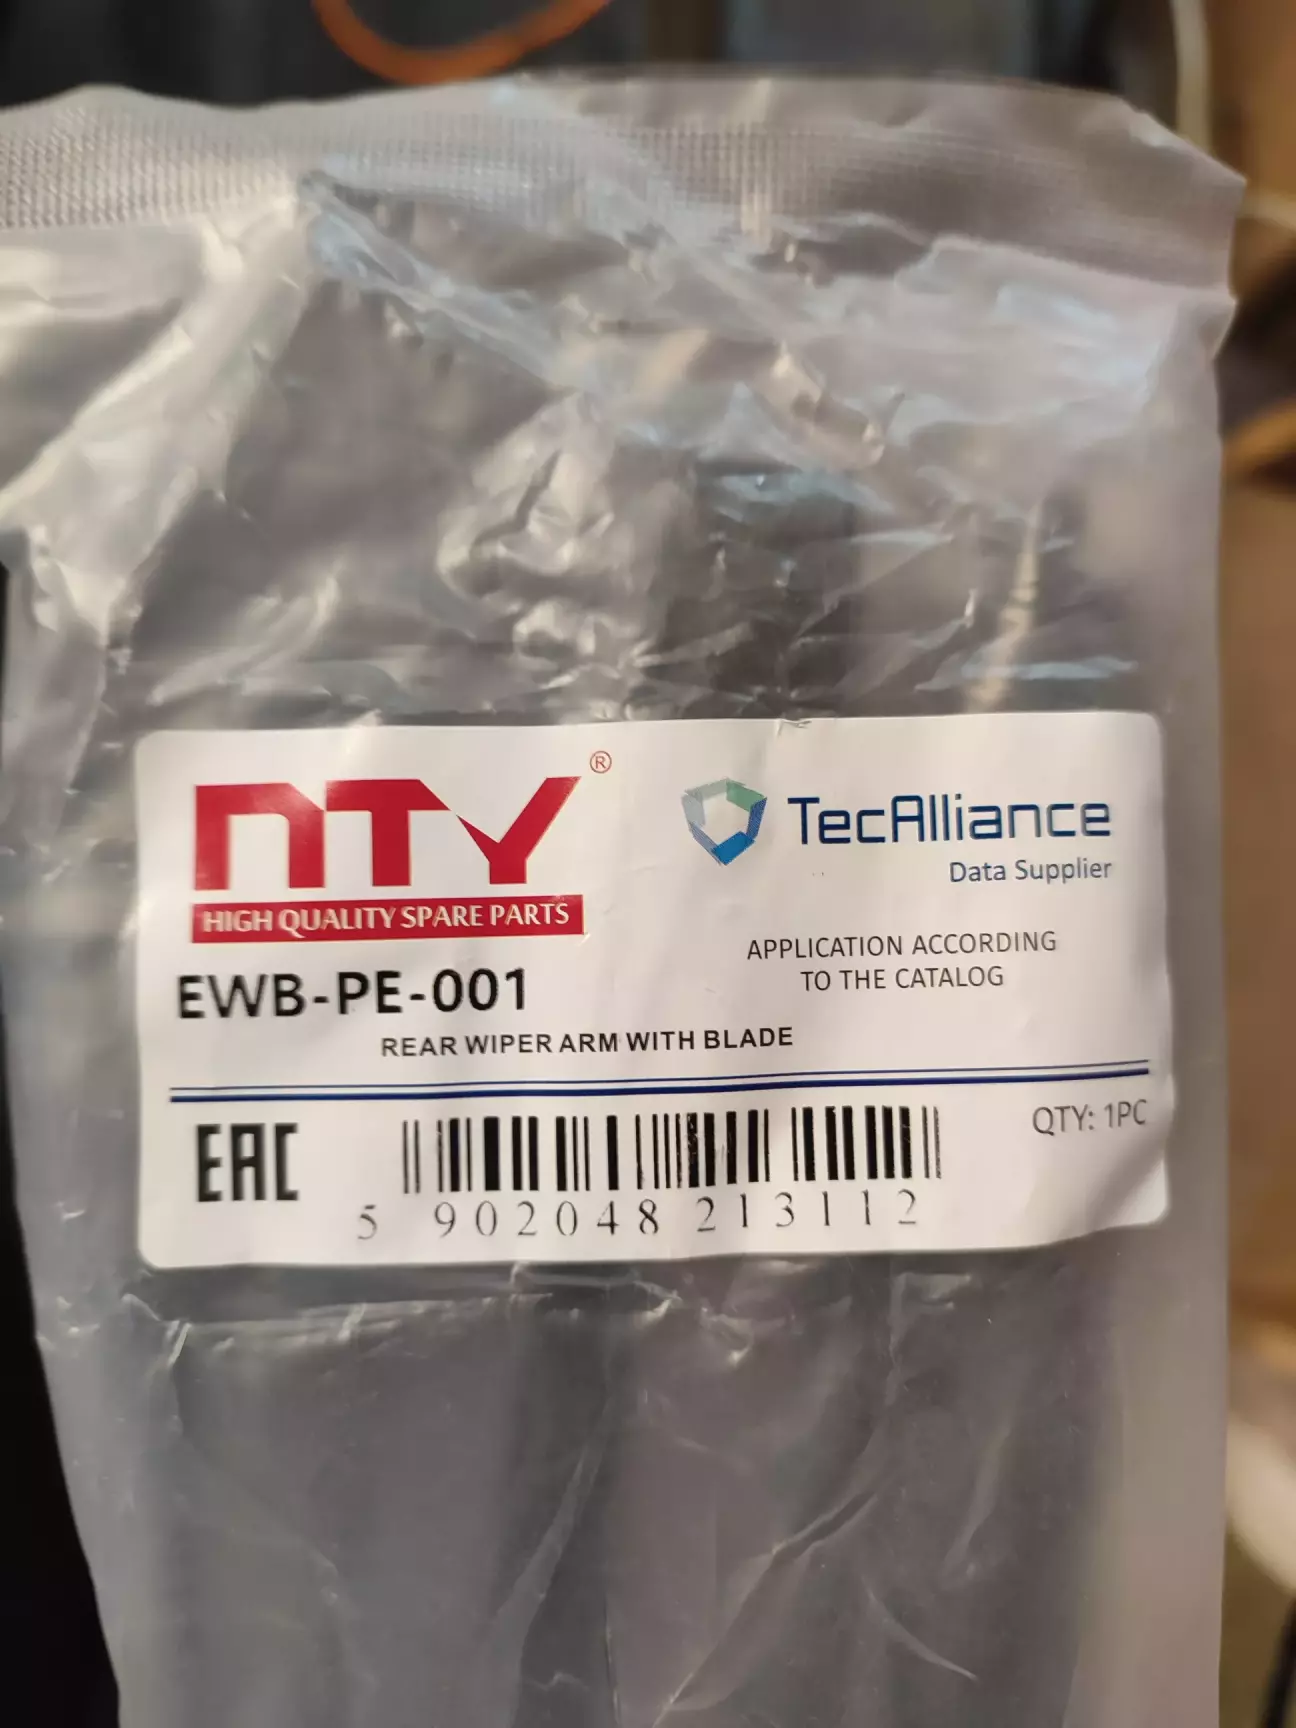 NTY ®
HIGH QUALITY SPARE PARTS
TecAlliance
Data Supplier
APPLICATION ACCORDING
TO THE CATALOG
EWB-PE-001
REAR WIPER ARM WITH BLADE
EAC
QTY: 1PC
5 902048 213112